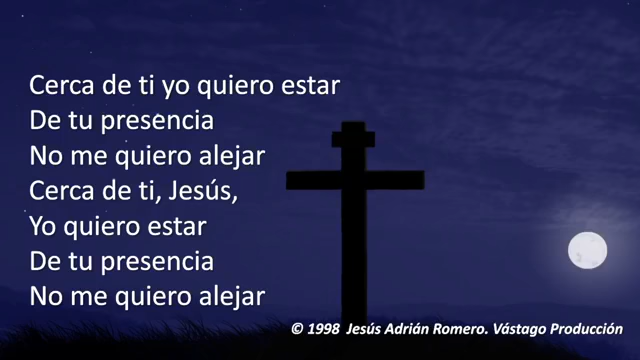 Cerca de ti yo quiero estar
De tu presencia
No me quiero alejar
Cerca de ti, Jesús,
Yo quiero estar
De tu presencia
No me quiero alejar
© 1998 Jesús Adrián Romero. Vástago Producción